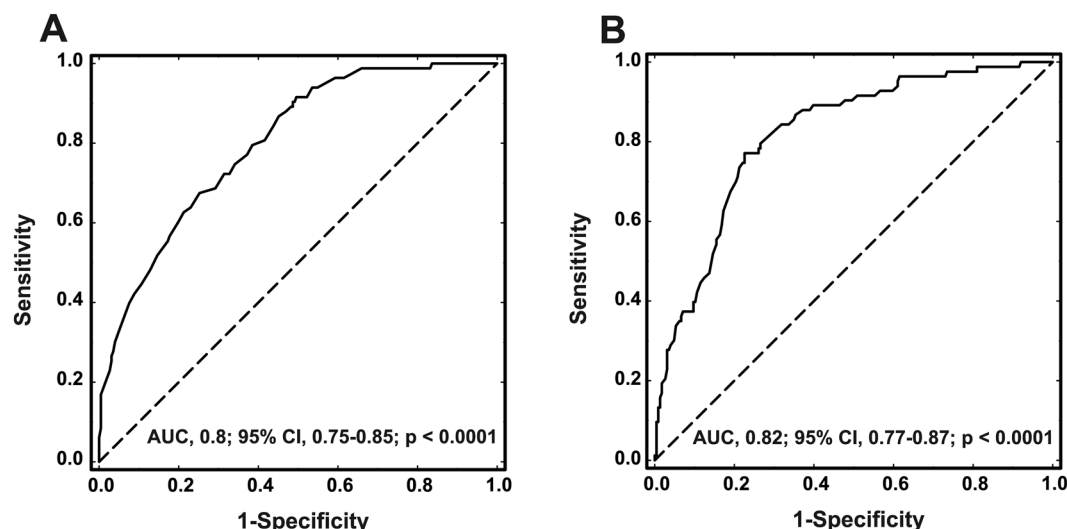 A
Sensitivity
1.0
0.8
0.6
0.4
0.2
0.0
AUC, 0.8; 95% CI, 0.75-0.85; p < 0.0001
0.0 0.2 0.4 0.6 0.8 1.0
1-Specificity
B
Sensitivity
1.0
0.8
0.6
0.4
0.2
0.0
AUC, 0.82; 95% CI, 0.77-0.87; p < 0.0001
0.0 0.2 0.4 0.6 0.8 1.0
1-Specificity